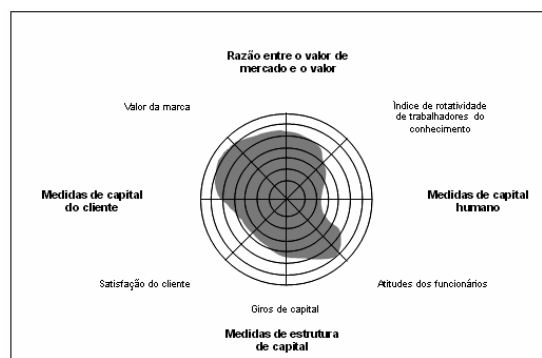 Razão entre o valor de
mercado e o valor
Valor da marca
Índice de rotatividade
de trabalhadores do
conhecimento
Medidas de capital
do cliente
Medidas de capital
humano
Satisfação do cliente
Atitudes dos funcionários
Giros de capital
Medidas de estrutura
de capital